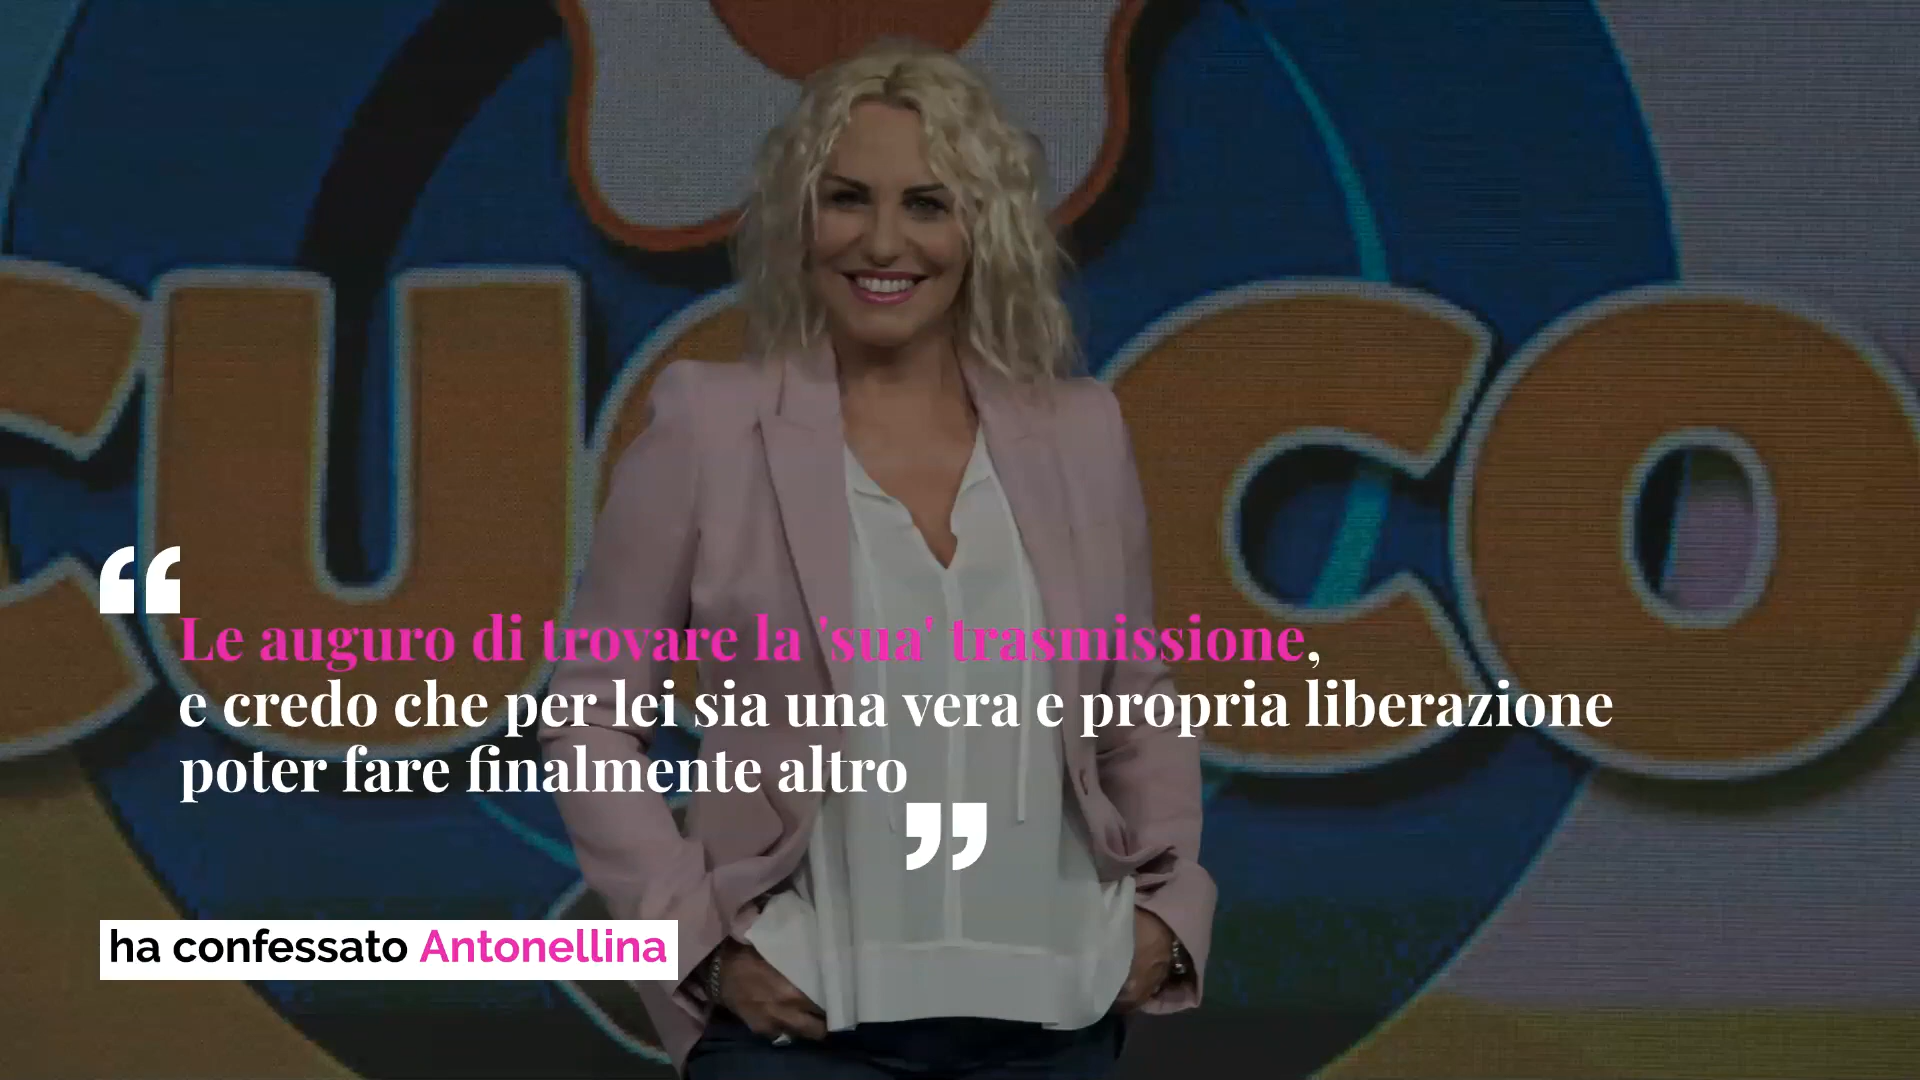 CUOCO
“Le auguro di trovare la 'sua' trasmissione,
e credo che per lei sia una vera e propria liberazione
poter fare finalmente altro”
ha confessato Antonellina